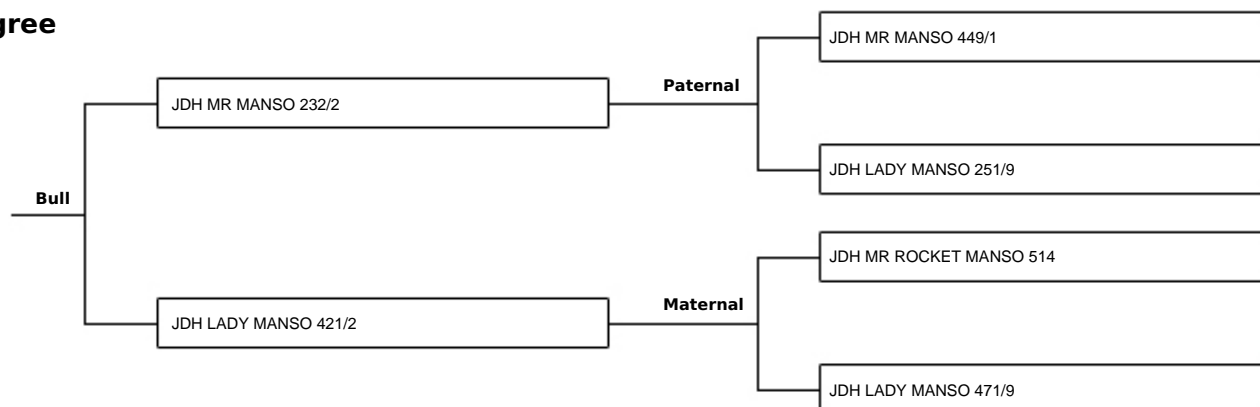 JDH MR MANSO 449/1
Paternal
JDH MR MANSO 232/2
JDH LADY MANSO 251/9
Bull
JDH MR ROCKET MANSO 514
Maternal
JDH LADY MANSO 421/2
JDH LADY MANSO 471/9